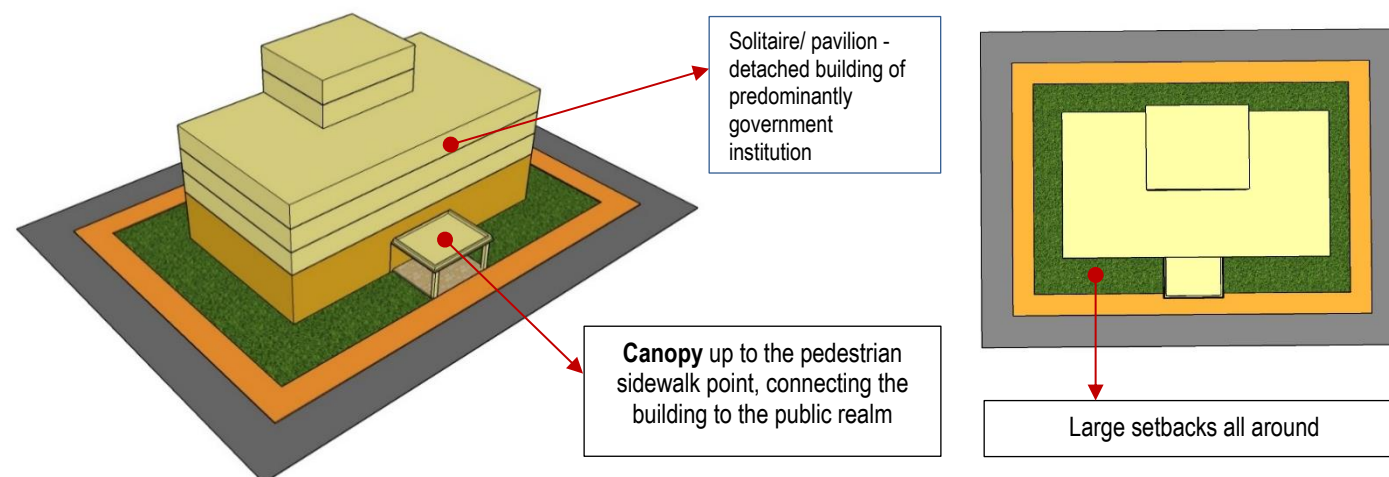 Solitaire/ pavilion -
detached building of
predominantly
government
institution
Canopy up to the pedestrian
sidewalk point, connecting the
building to the public realm
Large setbacks all around